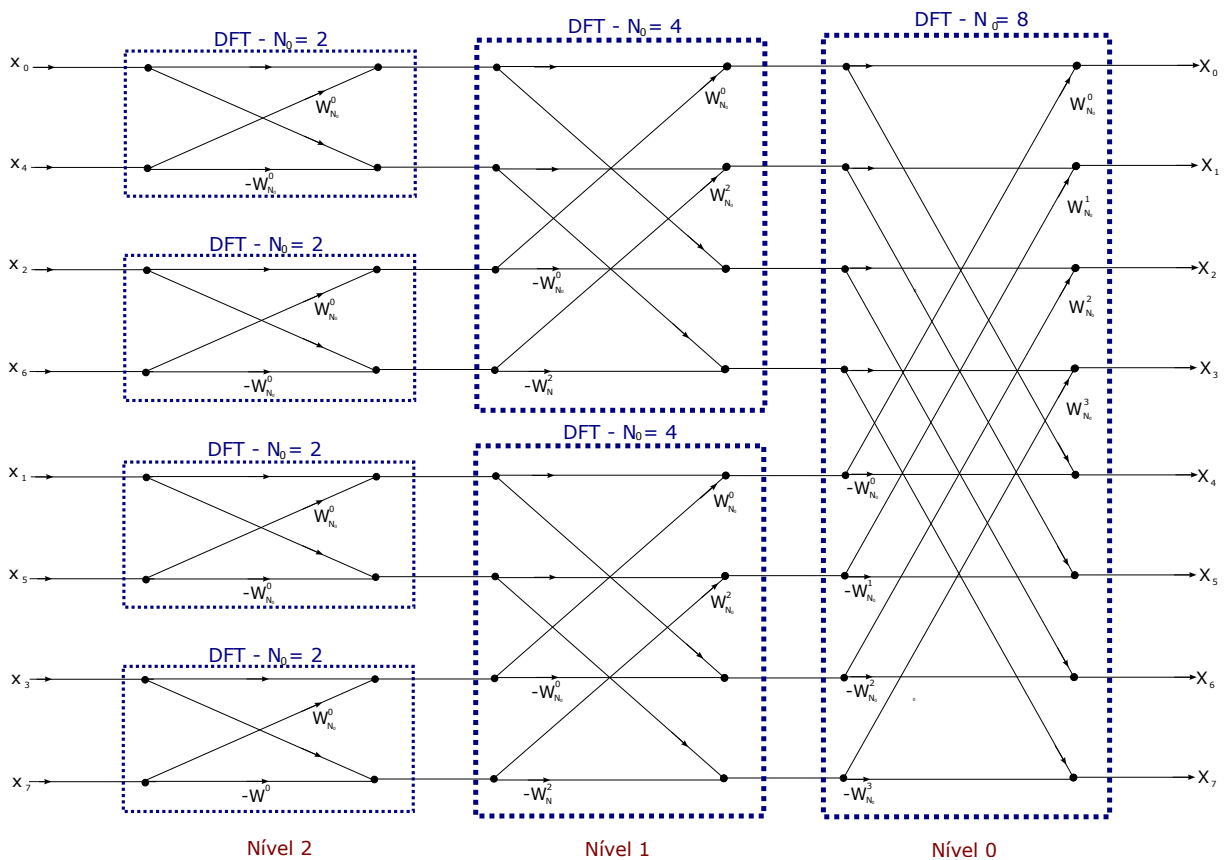 DFT - N₀= 2
DFT - N₀= 4
DFT - N₀= 8
x₀
W⁰N₀
W⁰N₀
W⁰N₀
X₀
x₄
-W⁰N₀
W²N₀
W¹N₀
X₁
DFT - N₀= 2
x₂
W⁰N₀
-W⁰N₀
W²N₀
X₂
x₆
-W⁰N₀
-W²N
W³N₀
X₃
DFT - N₀= 2
DFT - N₀= 4
x₁
W⁰N₀
W⁰N₀
-W⁰N₀
X₄
x₅
-W⁰N₀
W²N₀
-W¹N₀
X₅
DFT - N₀= 2
x₃
W⁰N₀
-W⁰N₀
-W²N₀
X₆
x₇
-W⁰
-W²N
-W³N₀
X₇
Nível 2
Nível 1
Nível 0